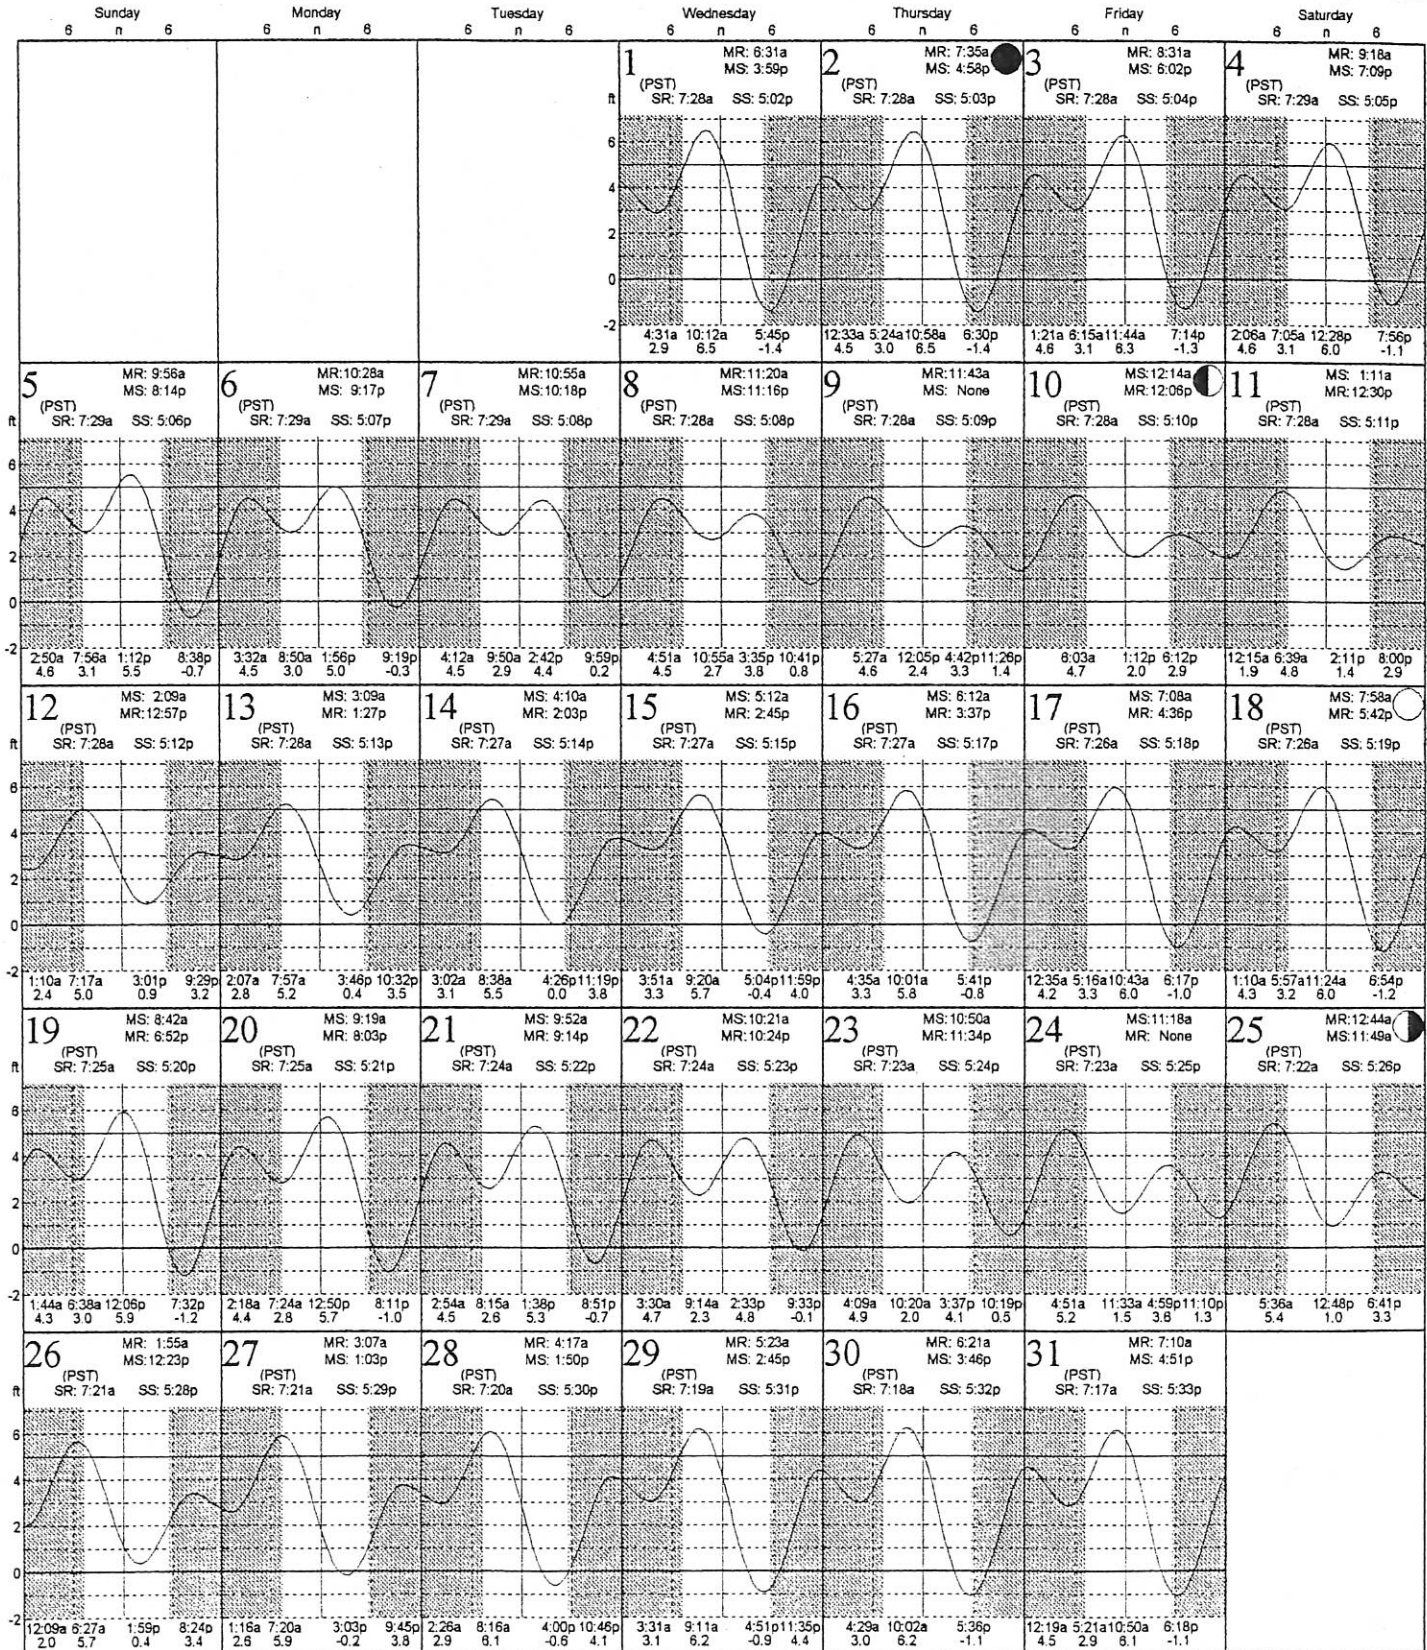 Sunday Monday Tuesday Wednesday Thursday Friday Saturday
6 n 6 6 n 6 6 n 6 6 n 6 6 n 6 6 n 6 6 n 6
1 MR: 6:31a 2 MR: 7:35a 3 MR: 8:31a 4 MR: 9:18a
MS: 3:59p MS: 4:58p MS: 6:02p MS: 7:09p
(PST) (PST) (PST) (PST)
ft SR: 7:28a SS: 5:02p SR: 7:28a SS: 5:03p SR: 7:28a SS: 5:04p SR: 7:29a SS: 5:05p
6
4
2
0
-2
4:31a 10:12a 5:45p 12:33a 5:24a 10:58a 6:30p 1:21a 6:15a 11:44a 7:14p 2:06a 7:05a 12:28p 7:56p
2.9 6.5 -1.4 4.5 3.0 6.5 -1.4 4.6 3.1 6.3 -1.3 4.6 3.1 6.0 -1.1
5 MR: 9:56a 6 MR:10:28a 7 MR:10:55a 8 MR:11:20a 9 MR:11:43a 10 MS:12:14a 11 MS: 1:11a
MS: 8:14p MS: 9:17p MS:10:18p MS:11:16p MS: None MR:12:06p MR:12:30p
(PST) (PST) (PST) (PST) (PST) (PST) (PST)
ft SR: 7:29a SS: 5:06p SR: 7:29a SS: 5:07p SR: 7:29a SS: 5:08p SR: 7:28a SS: 5:08p SR: 7:28a SS: 5:09p SR: 7:28a SS: 5:10p SR: 7:28a SS: 5:11p
6
4
2
0
-2
2:50a 7:56a 1:12p 8:38p 3:32a 8:50a 1:56p 9:19p 4:12a 9:50a 2:42p 9:59p 4:51a 10:55a 3:35p 10:41p 5:27a 12:05p 4:42p 11:26p 8:03a 1:12p 6:12p 12:15a 6:39a 2:11p 8:00p
4.6 3.1 5.5 -0.7 4.5 3.0 5.0 -0.3 4.5 2.9 4.4 0.2 4.5 2.7 3.8 0.8 4.6 2.4 3.3 1.4 4.7 2.0 2.9 1.9 4.8 1.4 2.9
12 MS: 2:09a 13 MS: 3:09a 14 MS: 4:10a 15 MS: 5:12a 16 MS: 6:12a 17 MS: 7:08a 18 MS: 7:58a
MR:12:57p MR: 1:27p MR: 2:03p MR: 2:45p MR: 3:37p MR: 4:36p MR: 5:42p
(PST) (PST) (PST) (PST) (PST) (PST) (PST)
ft SR: 7:28a SS: 5:12p SR: 7:28a SS: 5:13p SR: 7:27a SS: 5:14p SR: 7:27a SS: 5:15p SR: 7:27a SS: 5:17p SR: 7:26a SS: 5:18p SR: 7:26a SS: 5:19p
6
4
2
0
-2
1:10a 7:17a 3:01p 9:29p 2:07a 7:57a 3:46p 10:32p 3:02a 8:38a 4:26p 11:19p 3:51a 9:20a 5:04p 11:59p 4:35a 10:01a 5:41p 12:35a 5:16a 10:43a 6:17p 1:10a 5:57a 11:24a 6:54p
2.4 5.0 0.9 3.2 2.8 5.2 0.4 3.5 3.1 5.5 0.0 3.8 3.3 5.7 -0.4 4.0 3.3 5.8 -0.8 4.2 3.3 6.0 -1.0 4.3 3.2 6.0 -1.2
19 MS: 8:42a 20 MS: 9:19a 21 MS: 9:52a 22 MS:10:21a 23 MS:10:50a 24 MS:11:18a 25 MR:12:44a
MR: 6:52p MR: 8:03p MR: 9:14p MR:10:24p MR:11:34p MR: None MS:11:49a
(PST) (PST) (PST) (PST) (PST) (PST) (PST)
ft SR: 7:25a SS: 5:20p SR: 7:25a SS: 5:21p SR: 7:24a SS: 5:22p SR: 7:24a SS: 5:23p SR: 7:23a SS: 5:24p SR: 7:23a SS: 5:25p SR: 7:22a SS: 5:26p
6
4
2
0
-2
1:44a 6:38a 12:06p 7:32p 2:18a 7:24a 12:50p 8:11p 2:54a 8:15a 1:38p 8:51p 3:30a 9:14a 2:33p 9:33p 4:09a 10:20a 3:37p 10:19p 4:51a 11:33a 4:59p 11:10p 5:36a 12:48p 6:41p
4.3 3.0 5.9 -1.2 4.4 2.8 5.7 -1.0 4.5 2.6 5.3 -0.7 4.7 2.3 4.8 -0.1 4.9 2.0 4.1 0.5 5.2 1.5 3.6 1.3 5.4 1.0 3.3
26 MR: 1:55a 27 MR: 3:07a 28 MR: 4:17a 29 MR: 5:23a 30 MR: 6:21a 31 MR: 7:10a
MS:12:23p MS: 1:03p MS: 1:50p MS: 2:45p MS: 3:46p MS: 4:51p
(PST) (PST) (PST) (PST) (PST) (PST)
ft SR: 7:21a SS: 5:28p SR: 7:21a SS: 5:29p SR: 7:20a SS: 5:30p SR: 7:19a SS: 5:31p SR: 7:18a SS: 5:32p SR: 7:17a SS: 5:33p
6
4
2
0
-2
12:09a 6:27a 1:59p 8:24p 1:16a 7:20a 3:03p 9:45p 2:26a 8:16a 4:00p 10:46p 3:31a 9:11a 4:51p 11:35p 4:29a 10:02a 5:36p 12:19a 5:21a 10:50a 6:18p
2.0 5.7 0.4 3.4 2.6 5.9 -0.2 3.8 2.9 6.1 -0.6 4.1 3.1 6.2 -0.9 4.4 3.0 6.2 -1.1 4.5 2.9 6.1 -1.1